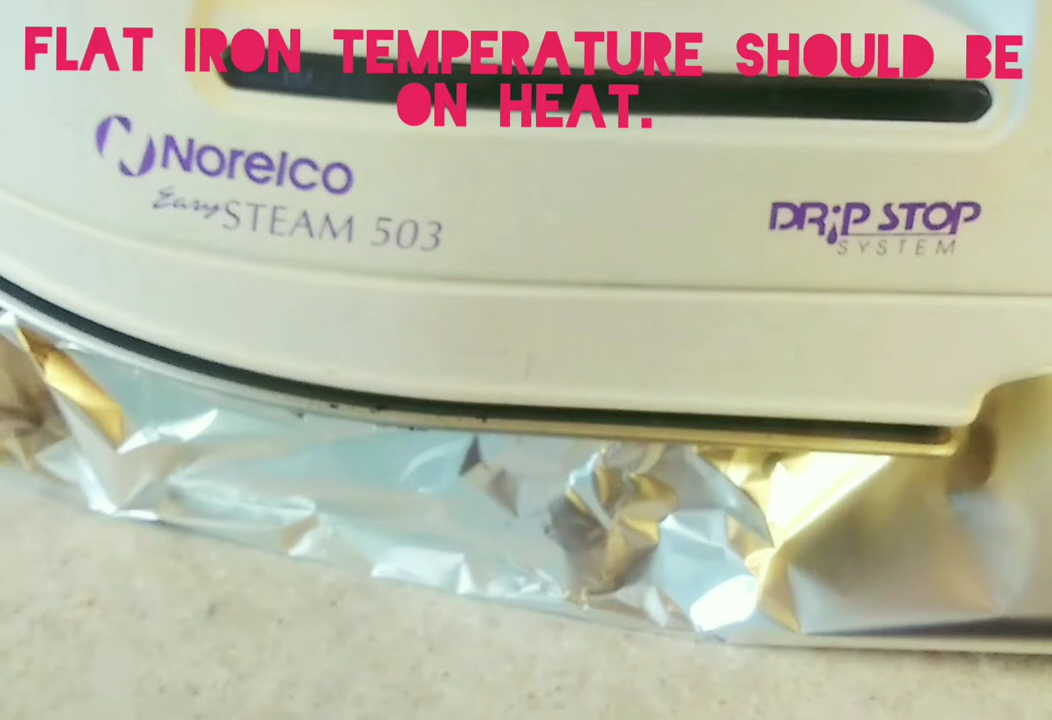 FLAT IRON TEMPERATURE SHOULD BE
ON HEAT.
Norelco
Easy STEAM 503
DRiP STOP
SYSTEM